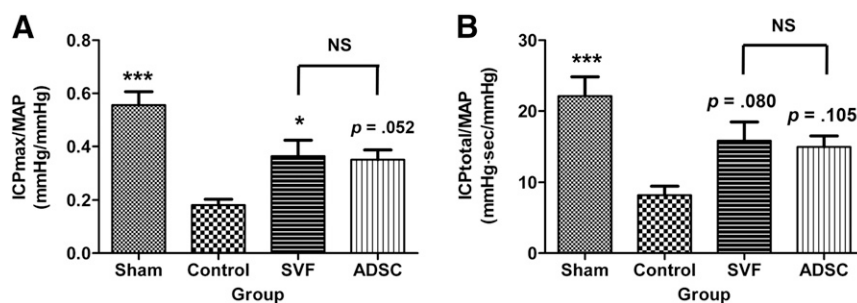 A
ICPmax/MAP
(mmHg/mmHg)
0.8
0.6
0.4
0.2
0.0
***
*
p = .052
NS
Sham Control SVF ADSC
Group
B
ICPtotal/MAP
(mmHg·sec/mmHg)
30
20
10
0
***
p = .080
p = .105
NS
Sham Control SVF ADSC
Group